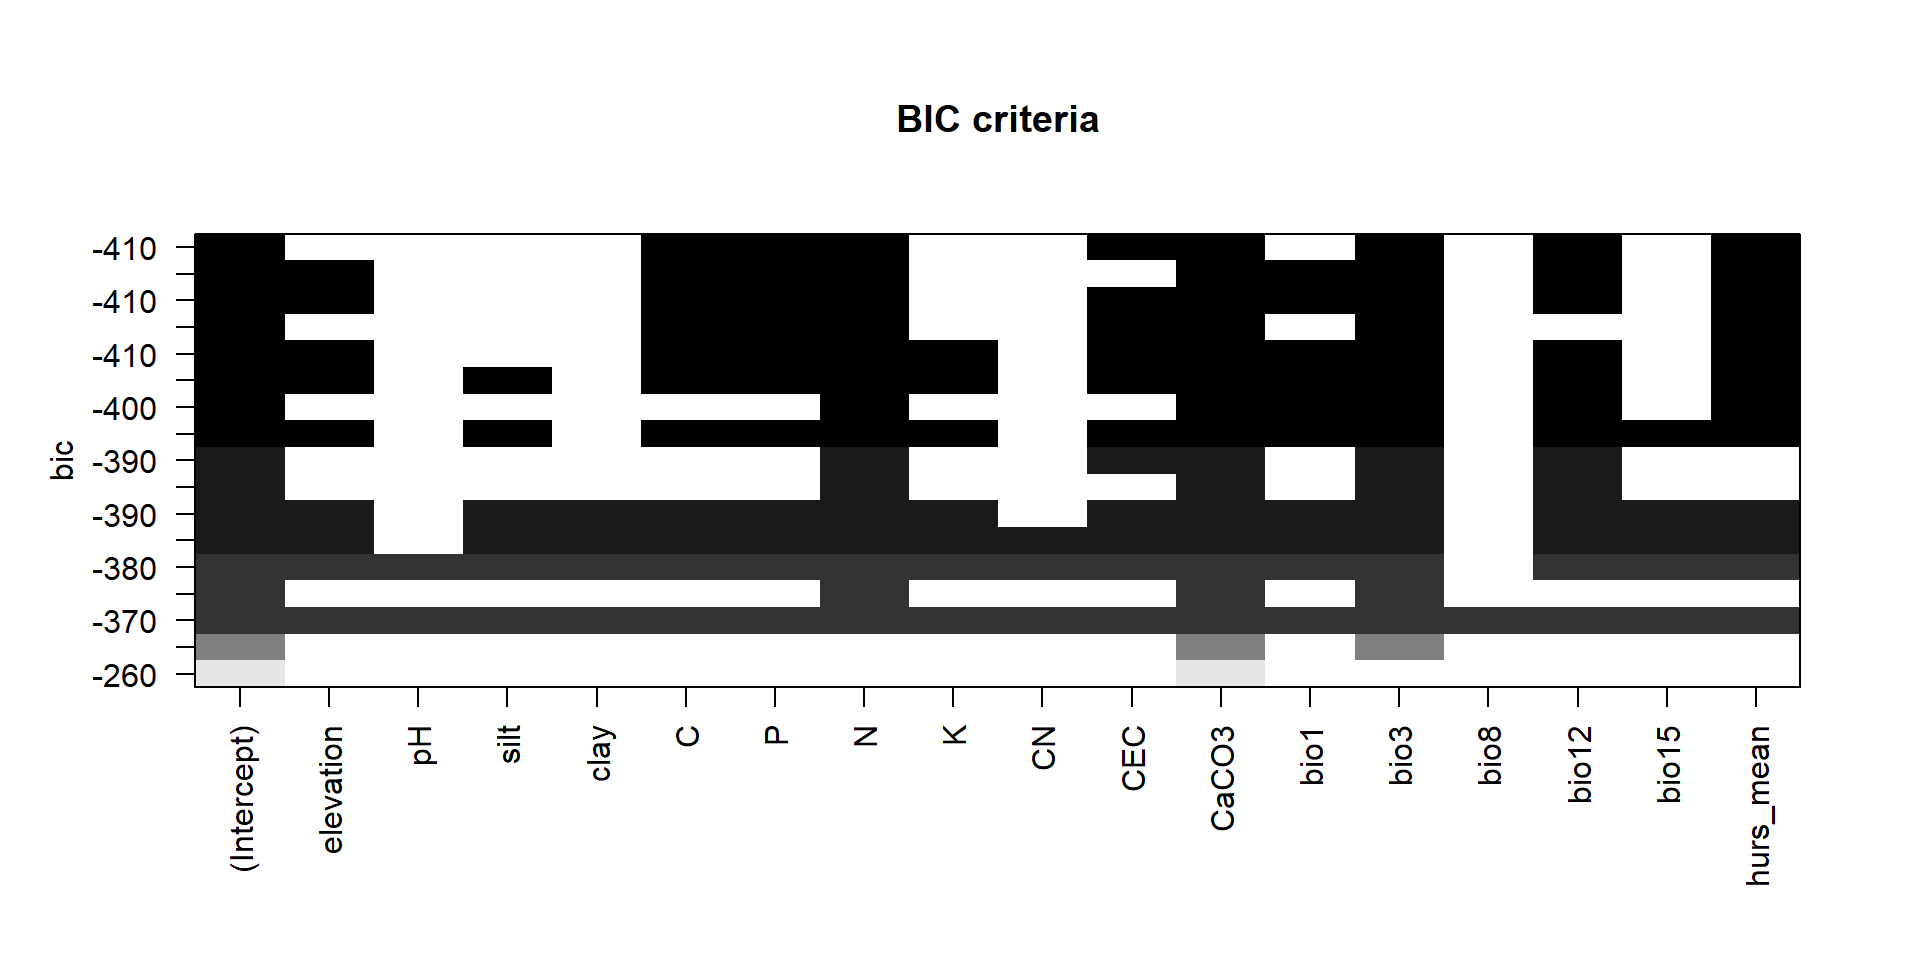 BIC criteria
bic
-410
-410
-410
-400
-390
-390
-380
-370
-260
(Intercept)
elevation
pH
silt
clay
C
P
N
K
CN
CEC
CaCO3
bio1
bio3
bio8
bio12
bio15
hurs_mean